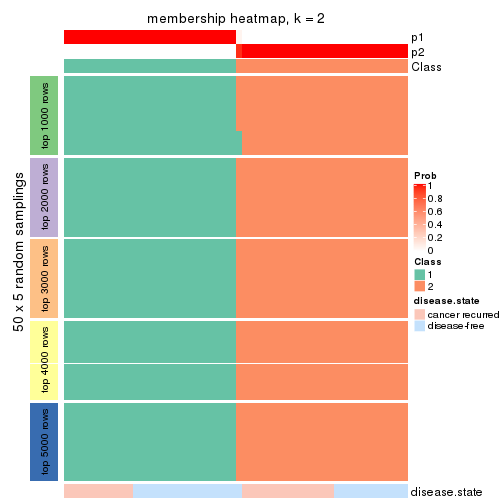 membership heatmap, k = 2
p1
p2
Class
50 x 5 random samplings
top 1000 rows
top 2000 rows
top 3000 rows
top 4000 rows
top 5000 rows
Prob
1
0.8
0.6
0.4
0.2
0
Class
1
2
disease.state
cancer recurred
disease-free
disease.state